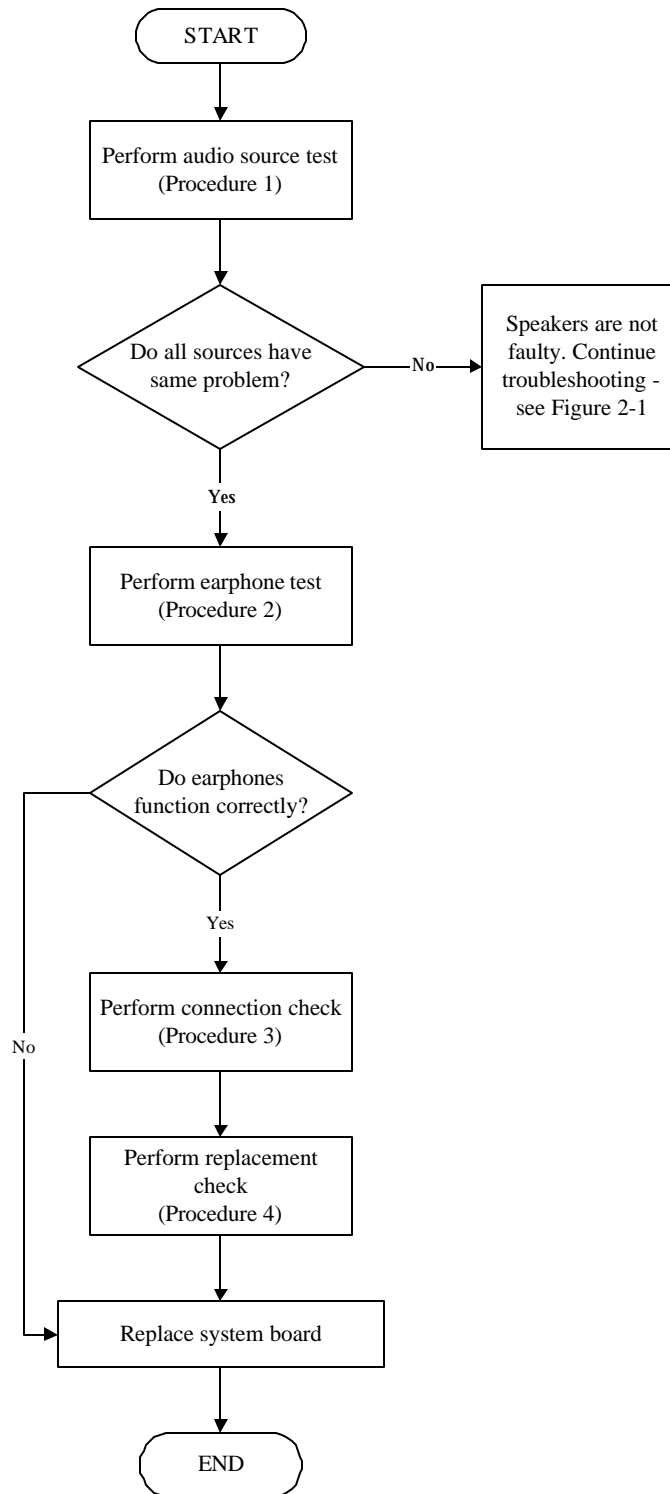 START
Perform audio source test
(Procedure 1)
Do all sources have
same problem?
No
Speakers are not
faulty. Continue
troubleshooting -
see Figure 2-1
Yes
Perform earphone test
(Procedure 2)
Do earphones
function correctly?
Yes
Perform connection check
(Procedure 3)
No
Perform replacement
check
(Procedure 4)
Replace system board
END